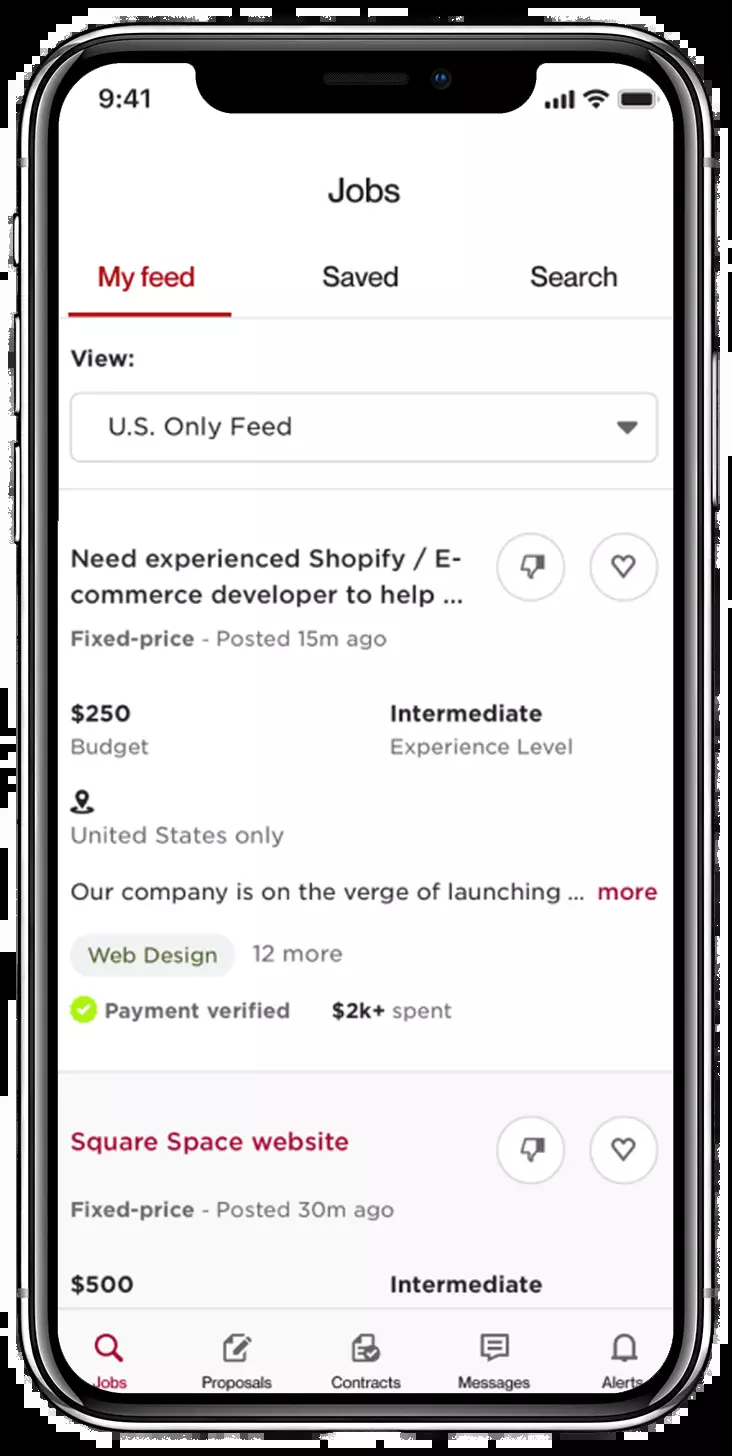 9:41
Jobs
My feed Saved Search
View:
U.S. Only Feed
Need experienced Shopify / E-
commerce developer to help ...
Fixed-price - Posted 15m ago
$250 Intermediate
Budget Experience Level
United States only
Our company is on the verge of launching ... more
Web Design 12 more
Payment verified $2k+ spent
Square Space website
Fixed-price - Posted 30m ago
$500 Intermediate
Jobs Proposals Contracts Messages Alerts